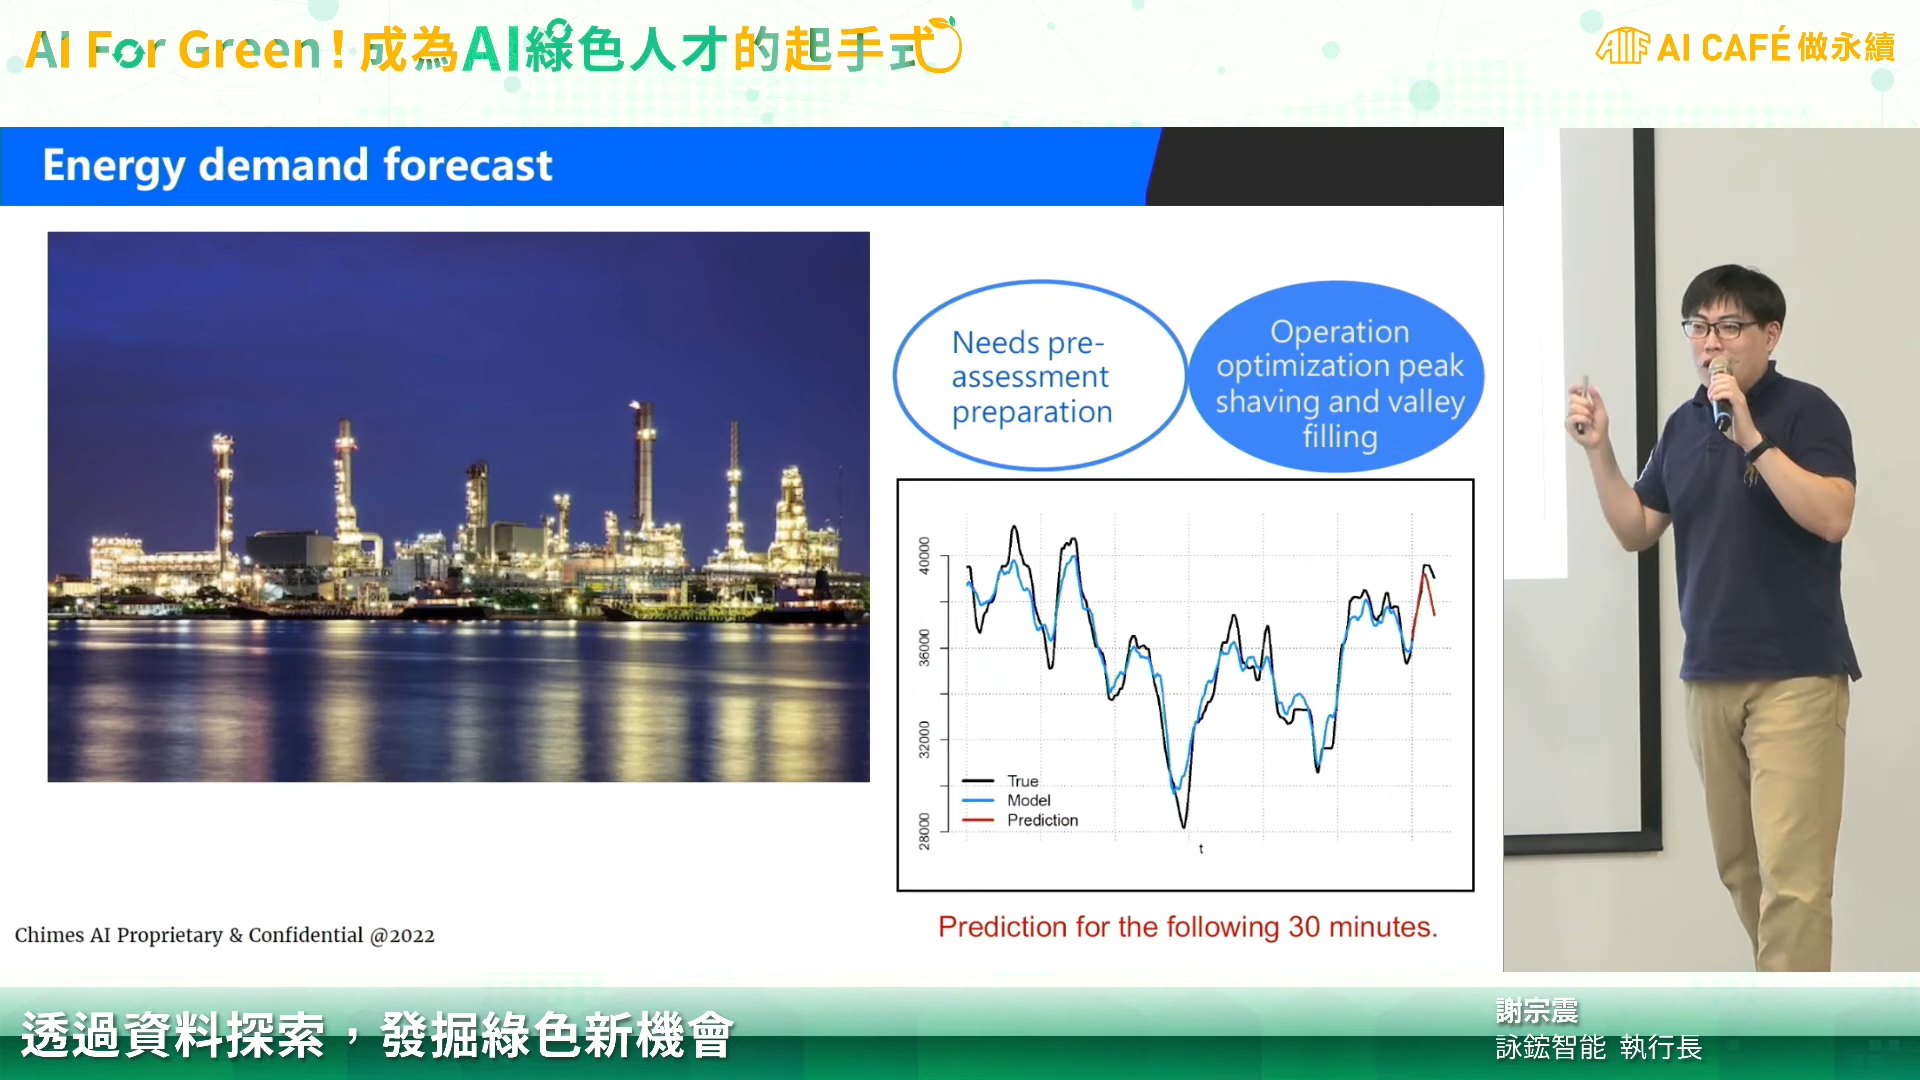 AI For Green！成為AI綠色人才的起手式
AIF AI CAFÉ 做永續
Energy demand forecast
Needs pre-
assessment
preparation
Operation
optimization peak
shaving and valley
filling
40000
36000
32000
28000
True
Model
Prediction
t
Prediction for the following 30 minutes.
Chimes AI Proprietary & Confidential @2022
透過資料探索，發掘綠色新機會
謝宗震
詠鋐智能 執行長